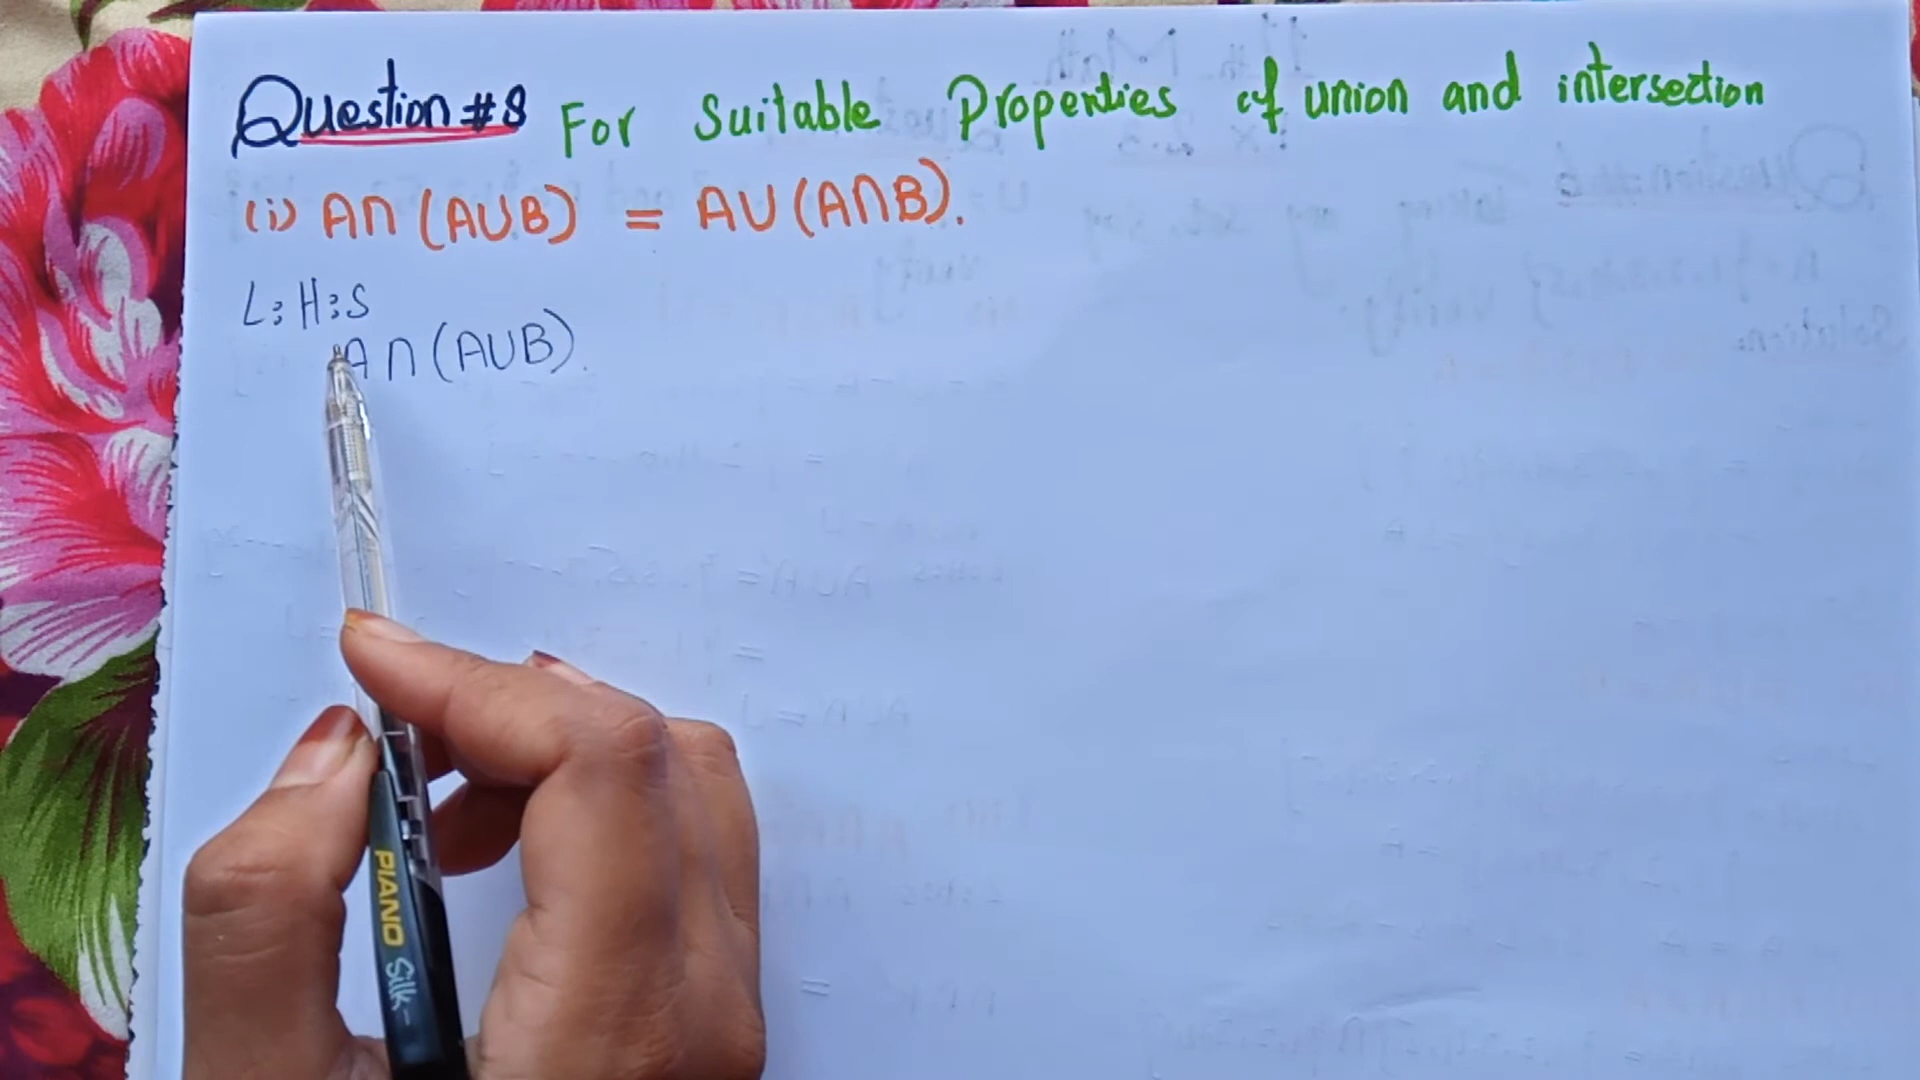 Question #8 For Suitable Properties of union and intersection
(i) A∩(A∪B) = A∪(A∩B).
L:H:S
A∩(A∪B).
PIANO Silk-